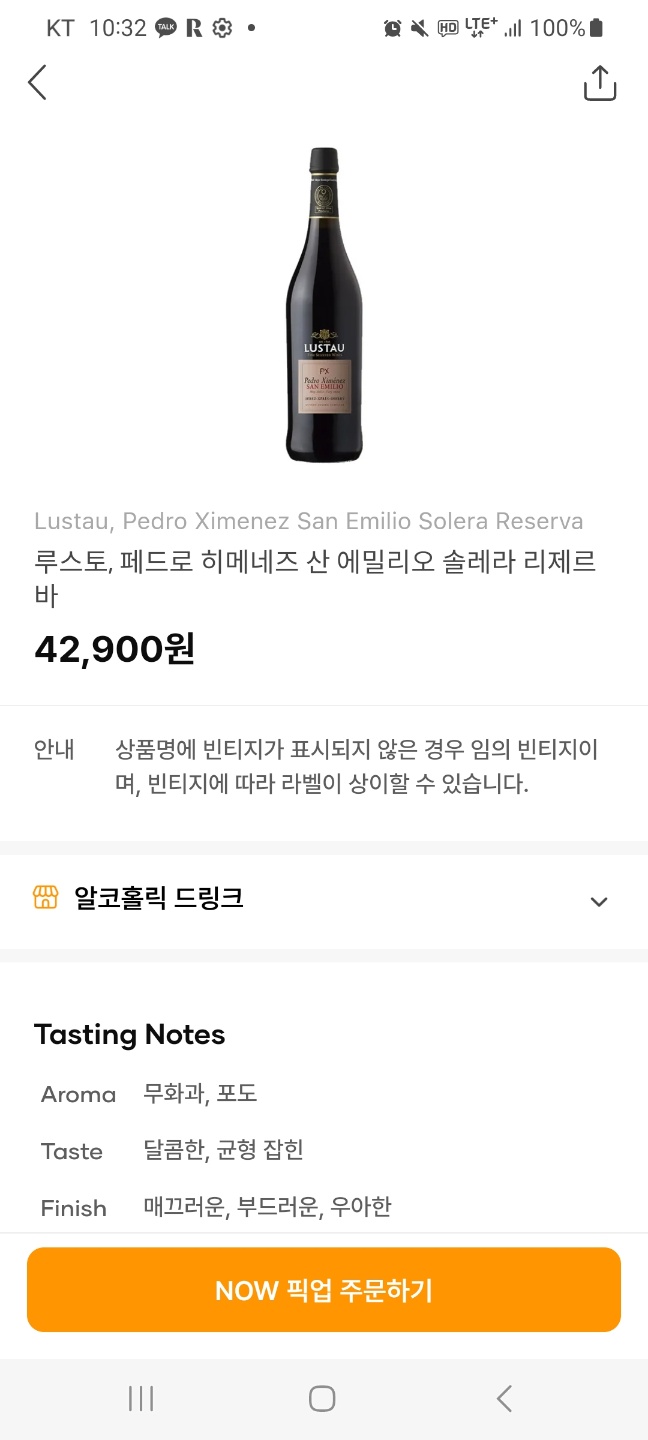 KT 10:32 TALK R HD LTE+ 100%
LUSTAU
PX
Pedro Ximénez
SAN EMILIO
Lustau, Pedro Ximenez San Emilio Solera Reserva
루스토, 페드로 히메네즈 산 에밀리오 솔레라 리제르
바
42,900원
안내 상품명에 빈티지가 표시되지 않은 경우 임의 빈티지이
며, 빈티지에 따라 라벨이 상이할 수 있습니다.
알코홀릭 드링크
Tasting Notes
Aroma 무화과, 포도
Taste 달콤한, 균형 잡힌
Finish 매끄러운, 부드러운, 우아한
NOW 픽업 주문하기